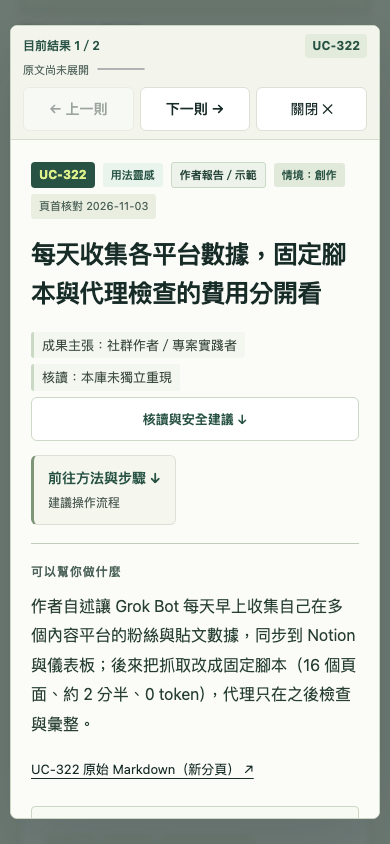 目前結果 1 / 2
UC-322
原文尚未展開
← 上一則
下一則 →
關閉 ✕
UC-322
用法靈感
作者報告 / 示範
情境：創作
頁首核對 2026-11-03
每天收集各平台數據，固定腳
本與代理檢查的費用分開看
成果主張：社群作者 / 專案實踐者
核讀：本庫未獨立重現
核讀與安全建議 ↓
前往方法與步驟 ↓
建議操作流程
可以幫你做什麼
作者自述讓 Grok Bot 每天早上收集自己在多
個內容平台的粉絲與貼文數據，同步到 Notion
與儀表板；後來把抓取改成固定腳本（16 個頁
面、約 2 分半、0 token），代理只在之後檢查
與彙整。
UC-322 原始 Markdown（新分頁） ↗